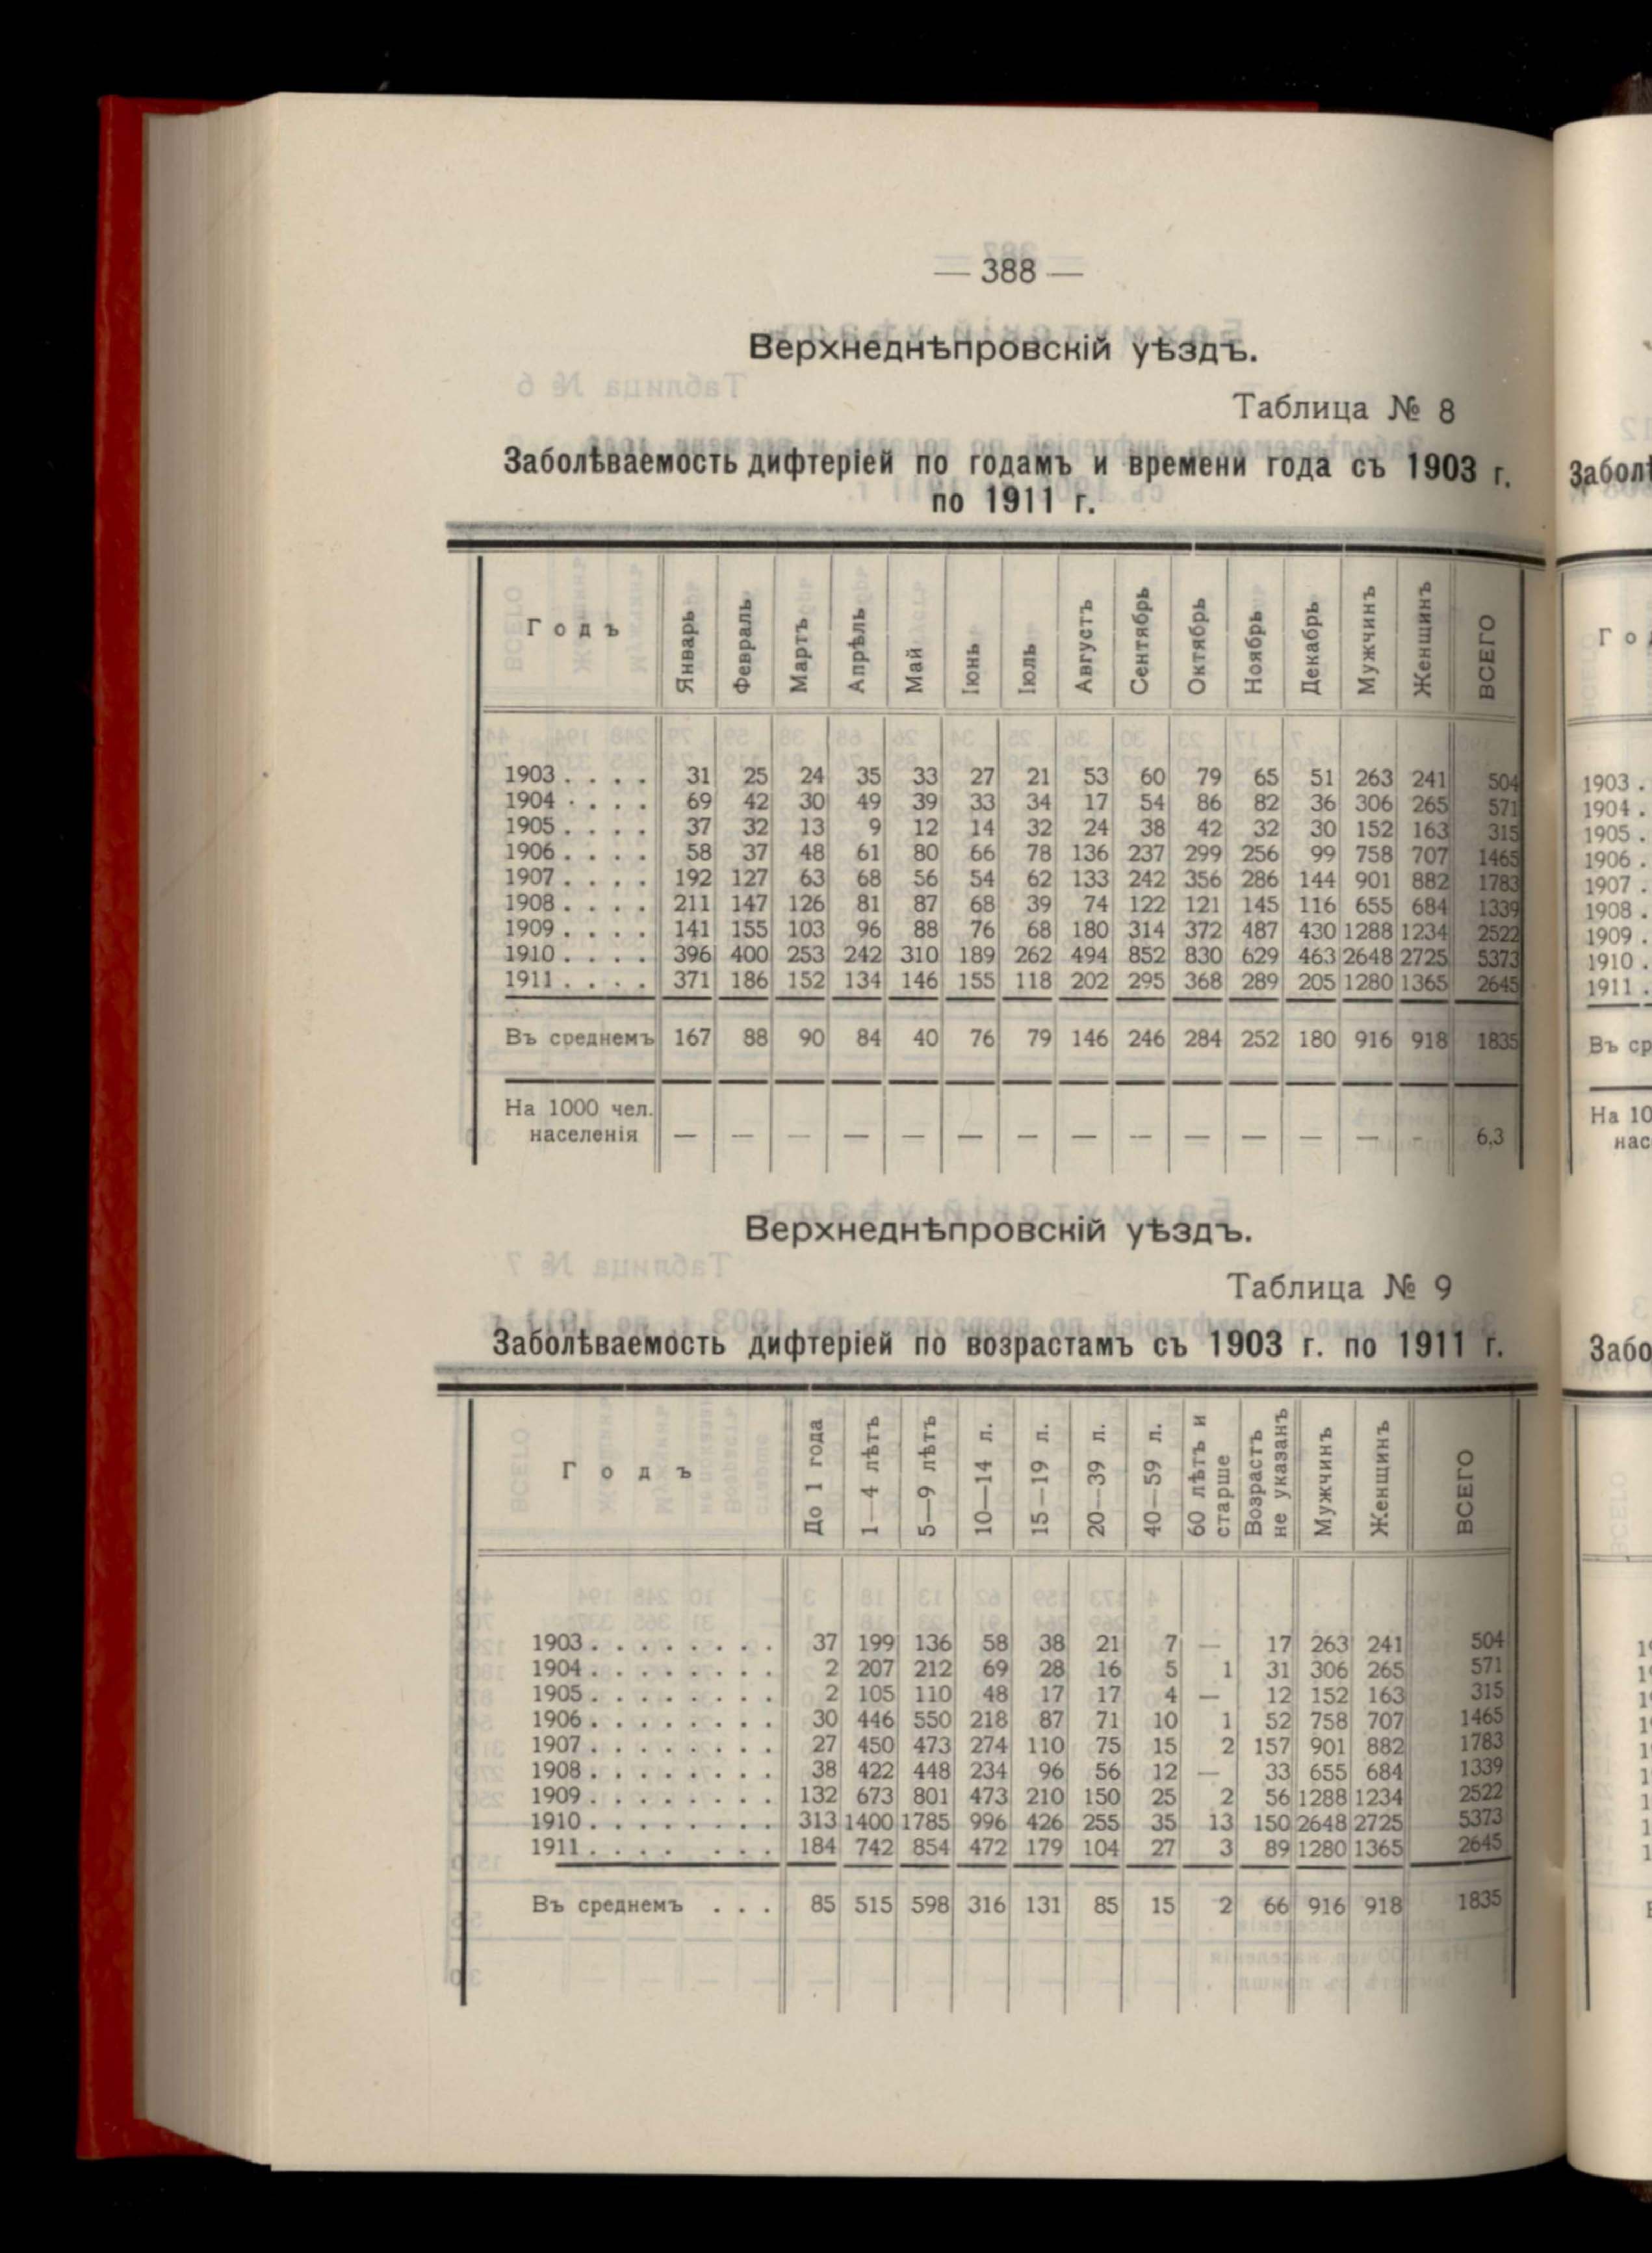 — 388 —
Верхнеднѣпровскій уѣздъ.
Таблица № 8
Заболѣваемость дифтеріей по годамъ и времени года съ 1903 г.
по 1911 г.
Годъ Январь Февраль Мартъ Апрѣль Май Іюнь Іюль Августъ Сентябрь Октябрь Ноябрь Декабрь Мужчинъ Женщинъ ВСЕГО
1903 . . . . 31 25 24 35 33 27 21 53 60 79 65 51 263 241 504
1904 . . . . 69 42 30 49 39 33 34 17 54 86 82 36 306 265 571
1905 . . . . 37 32 13 9 12 14 32 24 38 42 32 30 152 163 315
1906 . . . . 58 37 48 61 80 66 78 136 237 299 256 99 758 707 1465
1907 . . . . 192 127 63 68 56 54 62 133 242 356 286 144 901 882 1783
1908 . . . . 211 147 126 81 87 68 39 74 122 121 145 116 655 684 1339
1909 . . . . 141 155 103 96 88 76 68 180 314 372 487 430 1288 1234 2522
1910 . . . . 396 400 253 242 310 189 262 494 852 830 629 463 2648 2725 5373
1911 . . . . 371 186 152 134 146 155 118 202 295 368 289 205 1280 1365 2645
Въ среднемъ 167 88 90 84 40 76 79 146 246 284 252 180 916 918 1835
На 1000 чел.
населенія — — — — — — — — — — — — — - 6,3
Верхнеднѣпровскій уѣздъ.
Таблица № 9
Заболѣваемость дифтеріей по возрастамъ съ 1903 г. по 1911 г.
Годъ До 1 года 1—4 лѣтъ 5—9 лѣтъ 10—14 л. 15—19 л. 20—39 л. 40—59 л. 60 лѣтъ и старше Возрастъ не указанъ Мужчинъ Женщинъ ВСЕГО
1903 . . . . . . . . 37 199 136 58 38 21 7 — 17 263 241 504
1904 . . . . . . . . 2 207 212 69 28 16 5 1 31 306 265 571
1905 . . . . . . . . 2 105 110 48 17 17 4 — 12 152 163 315
1906 . . . . . . . . 30 446 550 218 87 71 10 1 52 758 707 1465
1907 . . . . . . . . 27 450 473 274 110 75 15 2 157 901 882 1783
1908 . . . . . . . . 38 422 448 234 96 56 12 — 33 655 684 1339
1909 . . . . . . . . 132 673 801 473 210 150 25 2 56 1288 1234 2522
1910 . . . . . . . . 313 1400 1785 996 426 255 35 13 150 2648 2725 5373
1911 . . . . . . . 184 742 854 472 179 104 27 3 89 1280 1365 2645
Въ среднемъ . . . 85 515 598 316 131 85 15 2 66 916 918 1835
1903 .
1904 .
1905 .
1906 .
1907 .
1908 .
1909 .
1910 .
1911 .